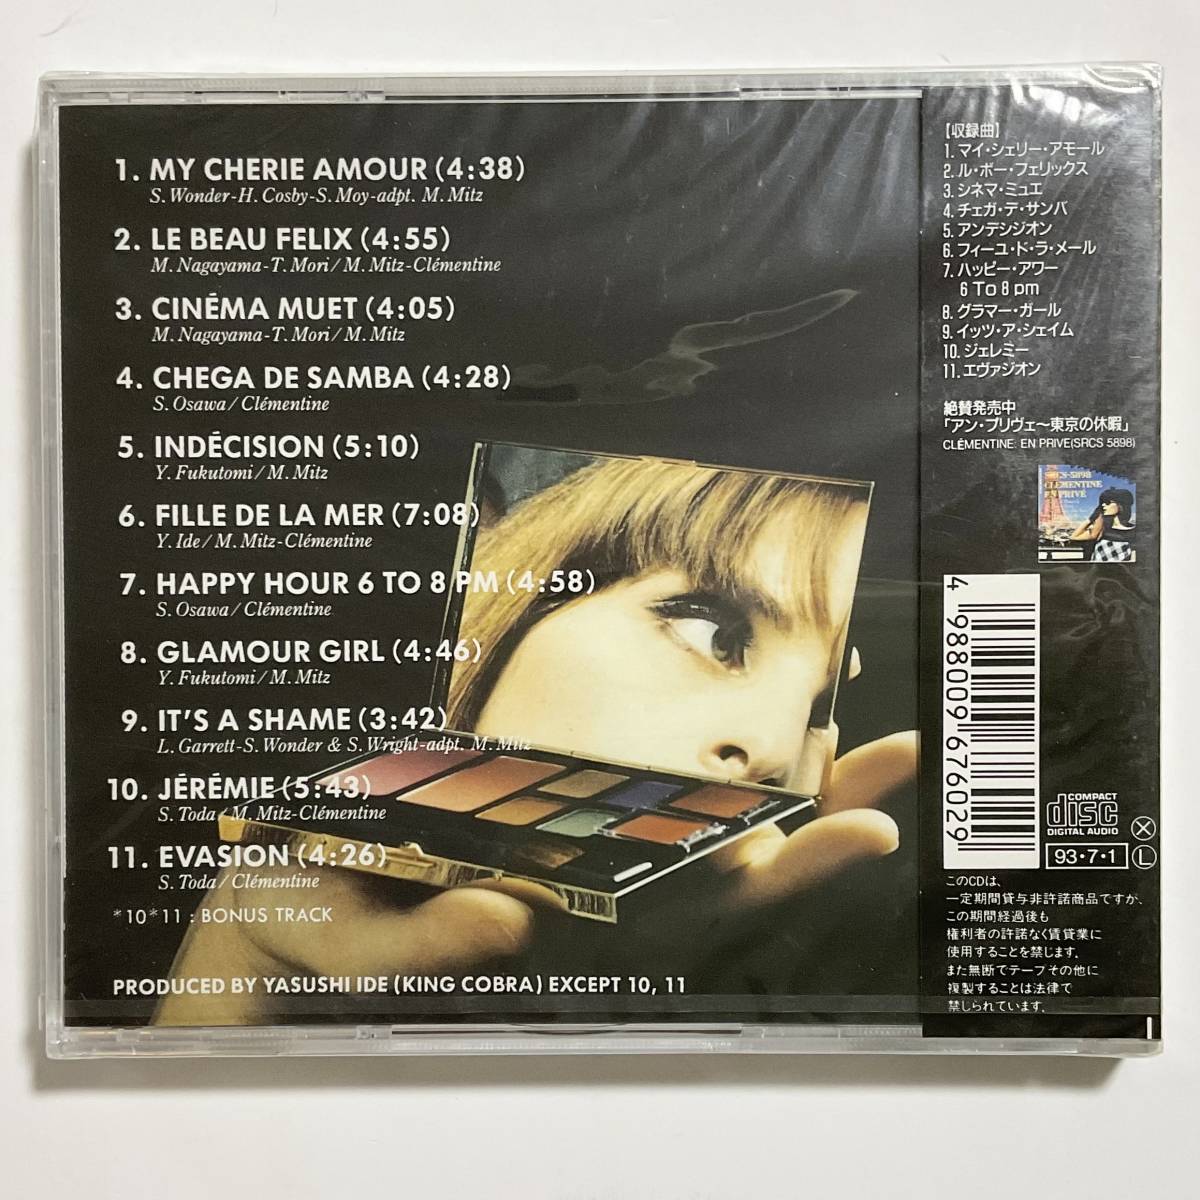 1. MY CHERIE AMOUR (4:38)
S. Wonder-H. Cosby-S. Moy-adpt. M. Mitz
2. LE BEAU FELIX (4:55)
M. Nagayama-T. Mori / M. Mitz-Clémentine
3. CINÉMA MUET (4:05)
M. Nagayama-T. Mori / M. Mitz
4. CHEGA DE SAMBA (4:28)
S. Osawa / Clémentine
5. INDÉCISION (5:10)
Y. Fukutomi / M. Mitz
6. FILLE DE LA MER (7:08)
Y. Ide / M. Mitz-Clémentine
7. HAPPY HOUR 6 TO 8 PM (4:58)
S. Osawa / Clémentine
8. GLAMOUR GIRL (4:46)
Y. Fukutomi / M. Mitz
9. IT'S A SHAME (3:42)
L. Garrett-S. Wonder & S. Wright-adpt. M. Mitz
10. JÉRÉMIE (5:43)
S. Toda / M. Mitz-Clémentine
11. EVASION (4:26)
S. Toda / Clémentine
*10*11 : BONUS TRACK
PRODUCED BY YASUSHI IDE (KING COBRA) EXCEPT 10, 11
【収録曲】
1. マイ・シェリー・アモール
2. ル・ボー・フェリックス
3. シネマ・ミュエ
4. チェガ・デ・サンバ
5. アンデシジオン
6. フィーユ・ド・ラ・メール
7. ハッピー・アワー
6 To 8 pm
8. グラマー・ガール
9. イッツ・ア・シェイム
10. ジェレミー
11. エヴァジオン
絶賛発売中
「アン・プリヴェ〜東京の休暇」
CLÉMENTINE: EN PRIVE(SRCS 5898)
SRCS-5898
CLÉMENTINE
EN PRIVÉ
4 988009 676029
COMPACT
disc
DIGITAL AUDIO
X
93・7・1 L
このCDは、
一定期間貸与非許諾商品ですが、
この期間経過後も
権利者の許諾なく賃貸業に
使用することを禁じます。
また無断でテープその他に
複製することは法律で
禁じられています。